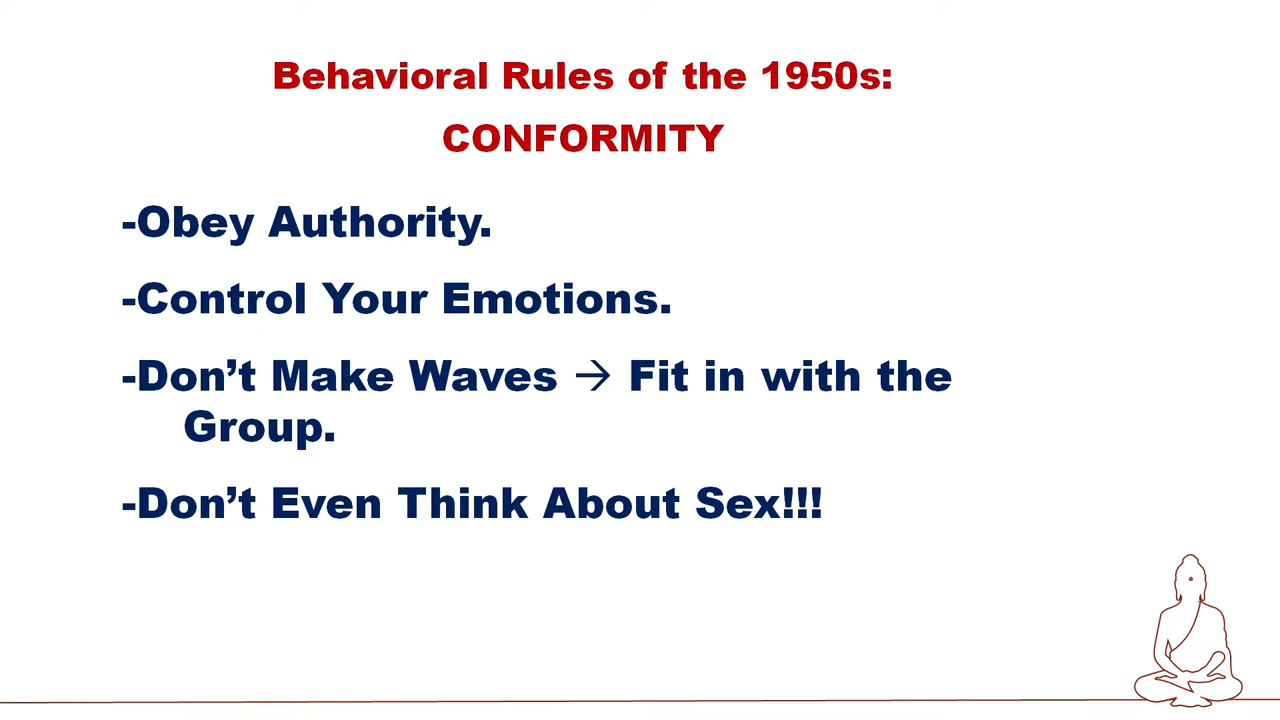 Behavioral Rules of the 1950s:
CONFORMITY
-Obey Authority.
-Control Your Emotions.
-Don’t Make Waves → Fit in with the
Group.
-Don’t Even Think About Sex!!!